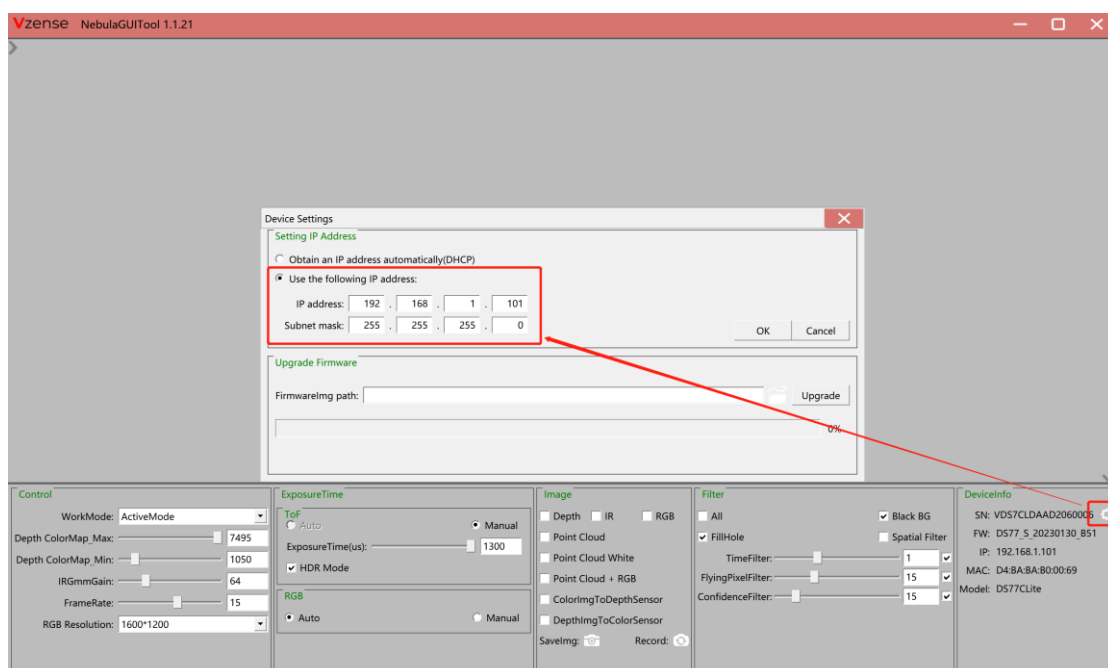 Vzense NebulaGUITool 1.1.21
Device Settings
Setting IP Address
Obtain an IP address automatically(DHCP)
Use the following IP address:
IP address: 192 . 168 . 1 . 101
Subnet mask: 255 . 255 . 255 . 0
OK Cancel
Upgrade Firmware
FirmwareImg path: Upgrade
0%
Control
WorkMode: ActiveMode
Depth ColorMap_Max: 7495
Depth ColorMap_Min: 1050
IRGmmGain: 64
FrameRate: 15
RGB Resolution: 1600*1200
ExposureTime
ToF
Auto Manual
ExposureTime(us): 1300
HDR Mode
RGB
Auto Manual
Image
Depth IR RGB
Point Cloud
Point Cloud White
Point Cloud + RGB
ColorImgToDepthSensor
DepthImgToColorSensor
SaveImg: Record:
Filter
All Black BG
FillHole Spatial Filter
TimeFilter: 1
FlyingPixelFilter: 15
ConfidenceFilter: 15
DeviceInfo
SN: VDS7CLDAAD2060006
FW: DS77_S_20230130_B51
IP: 192.168.1.101
MAC: D4:BA:BA:B0:00:69
Model: DS77CLite